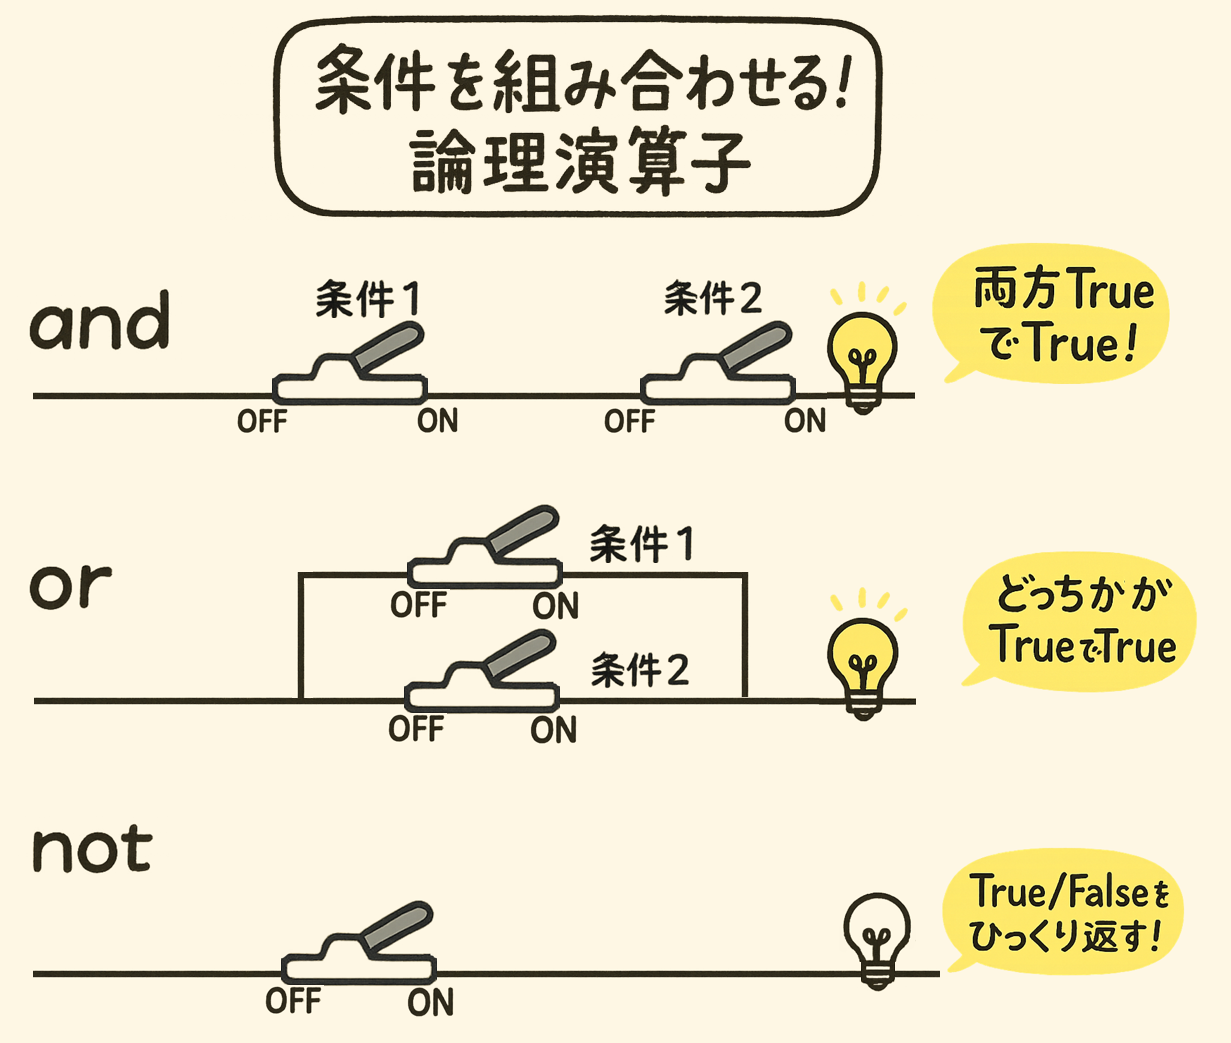 条件を組み合わせる!
論理演算子
and
条件1
条件2
OFF
ON
OFF
ON
両方True
でTrue!
or
条件1
OFF
ON
条件2
OFF
ON
どっちかが
TrueでTrue
not
OFF
ON
True/Falseを
ひっくり返す!